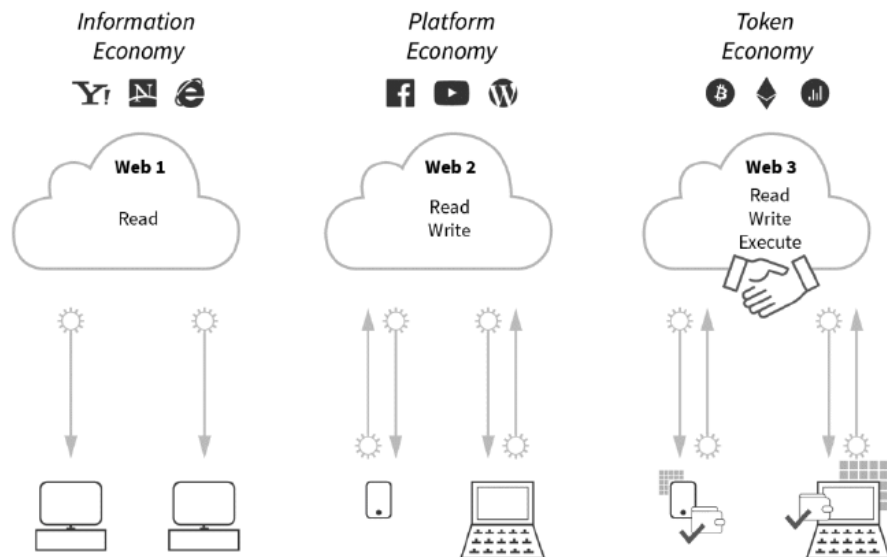 Information
Economy
Y!
N
e
Web 1
Read
Platform
Economy
f
W
Web 2
Read
Write
Token
Economy
₿
Web 3
Read
Write
Execute